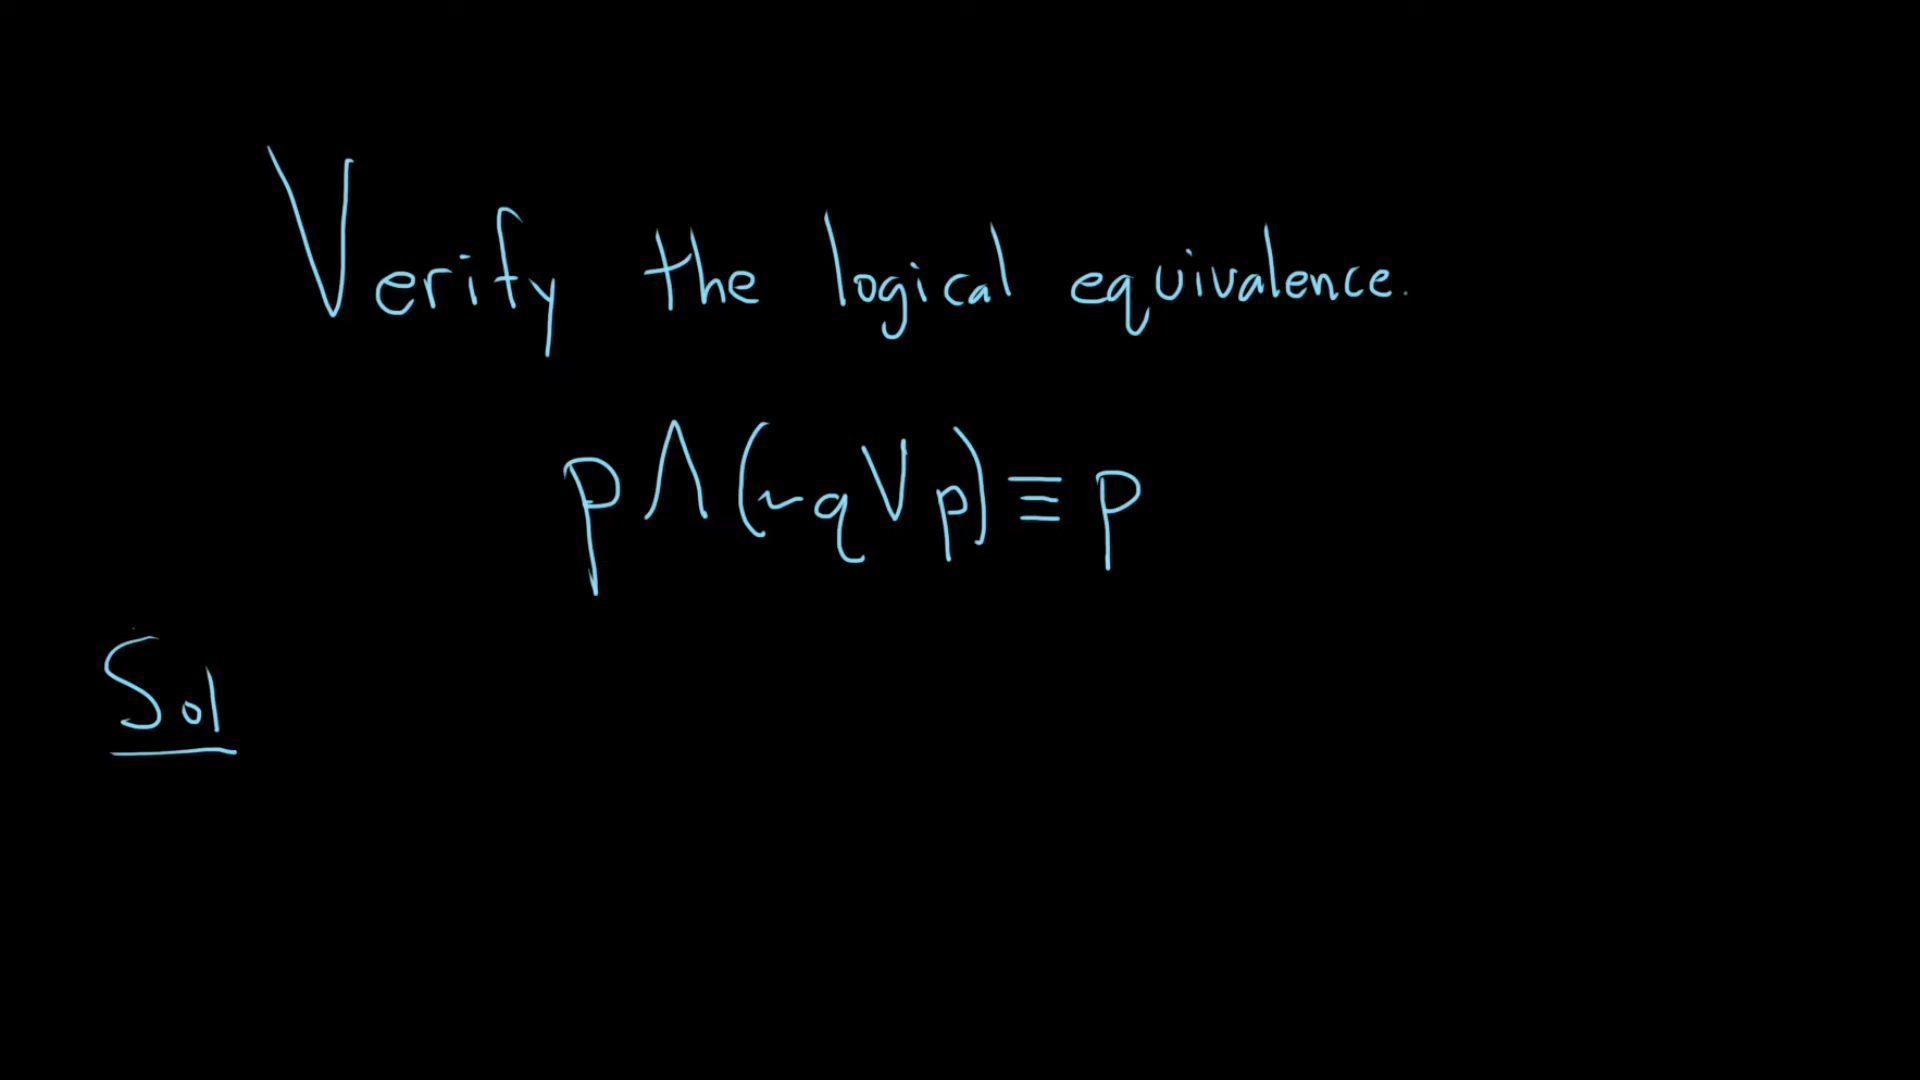 Verify the logical equivalence.
p ∧ (~q ∨ p) ≡ p
Sol